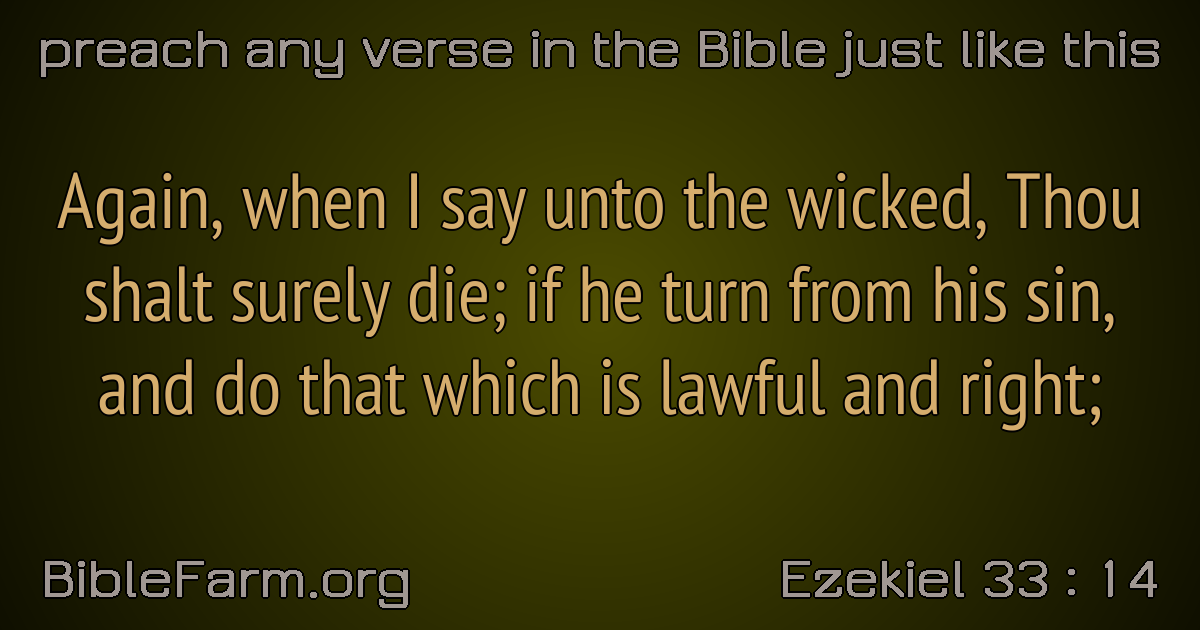 preach any verse in the Bible just like this
Again, when I say unto the wicked, Thou
shalt surely die; if he turn from his sin,
and do that which is lawful and right;
BibleFarm.org
Ezekiel 33 : 14